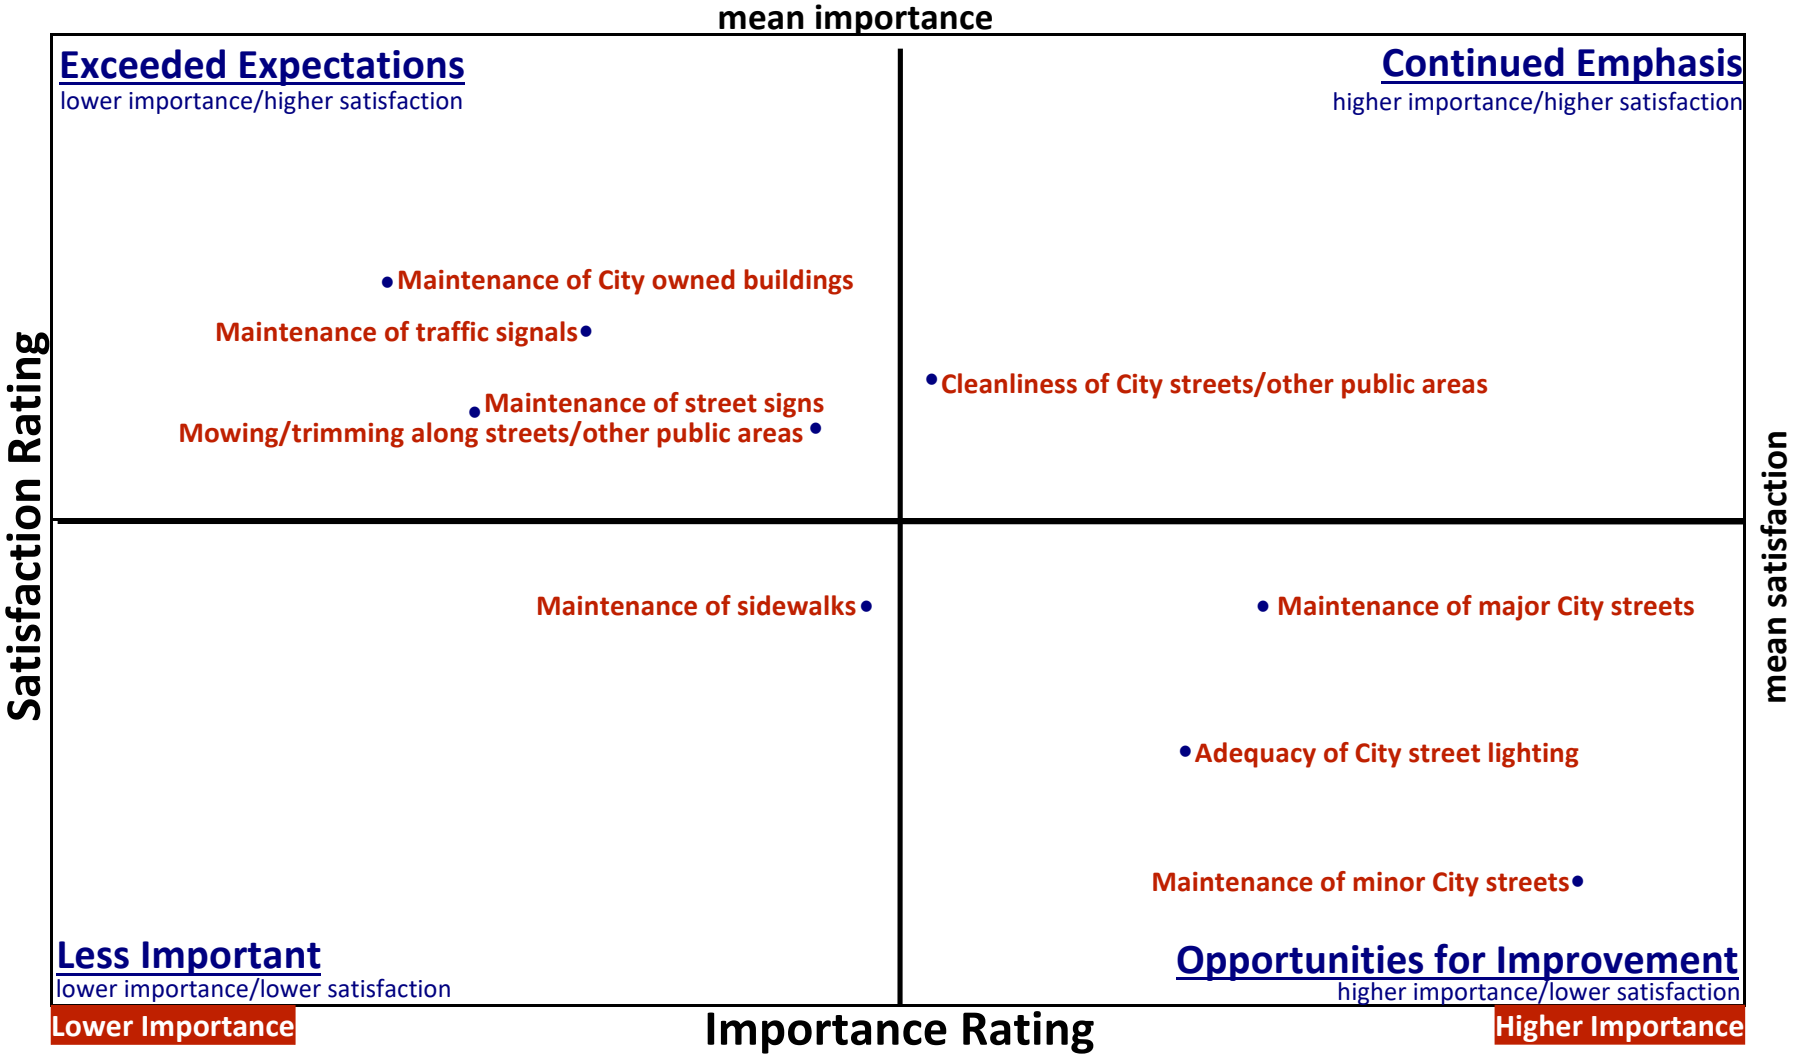 mean importance
Exceeded Expectations
lower importance/higher satisfaction
Continued Emphasis
higher importance/higher satisfaction
Maintenance of City owned buildings
Maintenance of traffic signals
Cleanliness of City streets/other public areas
Maintenance of street signs
Mowing/trimming along streets/other public areas
Satisfaction Rating
mean satisfaction
Maintenance of sidewalks
Maintenance of major City streets
Adequacy of City street lighting
Maintenance of minor City streets
Less Important
lower importance/lower satisfaction
Opportunities for Improvement
higher importance/lower satisfaction
Lower Importance
Importance Rating
Higher Importance